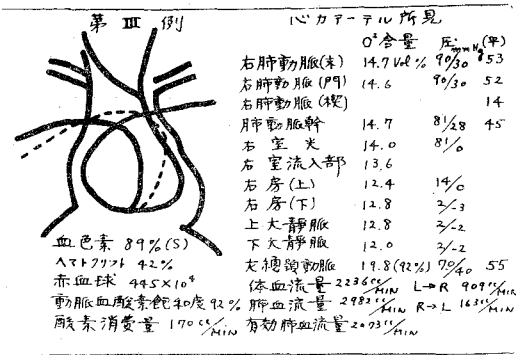 第 III 例
心カテーテル所見
O² 含量 圧 mmHg (平)
右肺動脈(末) 14.7 Vol % 90/30 53
右肺動脈(門) 14.6 90/30 52
右肺動脈(楔) 14
肺動脈幹 14.7 81/28 45
右室尖 14.0 81/0
右室流入部 13.6
右房(上) 12.4 14/0
右房(下) 12.8 2/-3
上大静脈 12.8 2/-2
下大静脈 12.0 2/-2
左總頸動脈 19.8(92%) 70/40 55
血色素 89%(S)
ヘマトクリット 42%
赤血球 445×10⁴
動脈血酸素飽和度 92%
酸素消費量 170cc/MIN
体血流量 2236cc/MIN L→R 909cc/MIN
肺血流量 2982cc/MIN R→L 163cc/MIN
有効肺血流量 2073cc/MIN